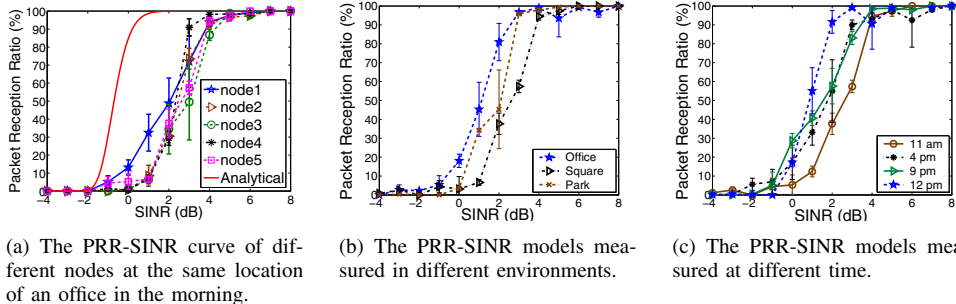 Packet Reception Ratio (%)
100
90
80
70
60
50
40
30
20
10
0
−4
−2
0
2
4
6
8
SINR (dB)
node1
node2
node3
node4
node5
Analytical
(a) The PRR-SINR curve of dif-
ferent nodes at the same location
of an office in the morning.
Packet Reception Ratio (%)
100
90
80
70
60
50
40
30
20
10
0
−4
−2
0
2
4
6
8
SINR (dB)
Office
Square
Park
(b) The PRR-SINR models mea-
sured in different environments.
Packet Reception Ratio (%)
100
90
80
70
60
50
40
30
20
10
0
−4
−2
0
2
4
6
8
SINR (dB)
11 am
4 pm
9 pm
12 pm
(c) The PRR-SINR models mea
sured at different time.